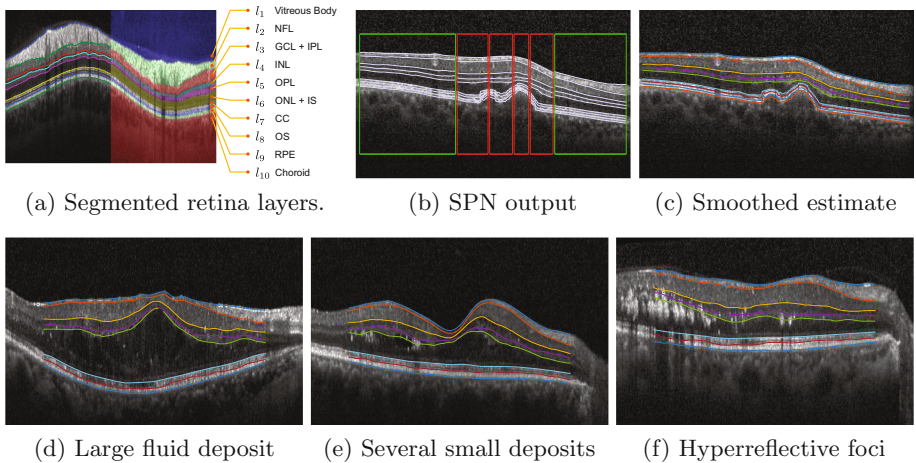 l1 Vitreous Body
l2 NFL
l3 GCL + IPL
l4 INL
l5 OPL
l6 ONL + IS
l7 CC
l8 OS
l9 RPE
l10 Choroid
(a) Segmented retina layers.
(b) SPN output
(c) Smoothed estimate
(d) Large fluid deposit
(e) Several small deposits
(f) Hyperreflective foci